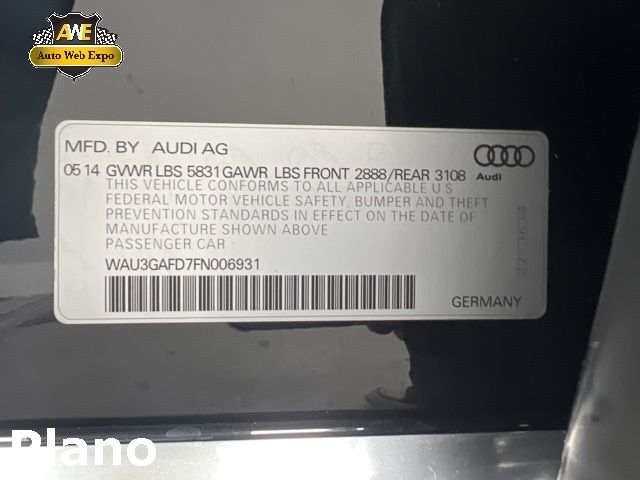 AWE
Auto Web Expo
MFD. BY AUDI AG
05 14 GVWR LBS 5831 GAWR LBS FRONT 2888/REAR 3108
Audi
THIS VEHICLE CONFORMS TO ALL APPLICABLE U S
FEDERAL MOTOR VEHICLE SAFETY, BUMPER AND THEFT
PREVENTION STANDARDS IN EFFECT ON THE DATE OF
MANUFACTURE SHOWN ABOVE
PASSENGER CAR
WAU3GAFD7FN006931
GERMANY
Plano